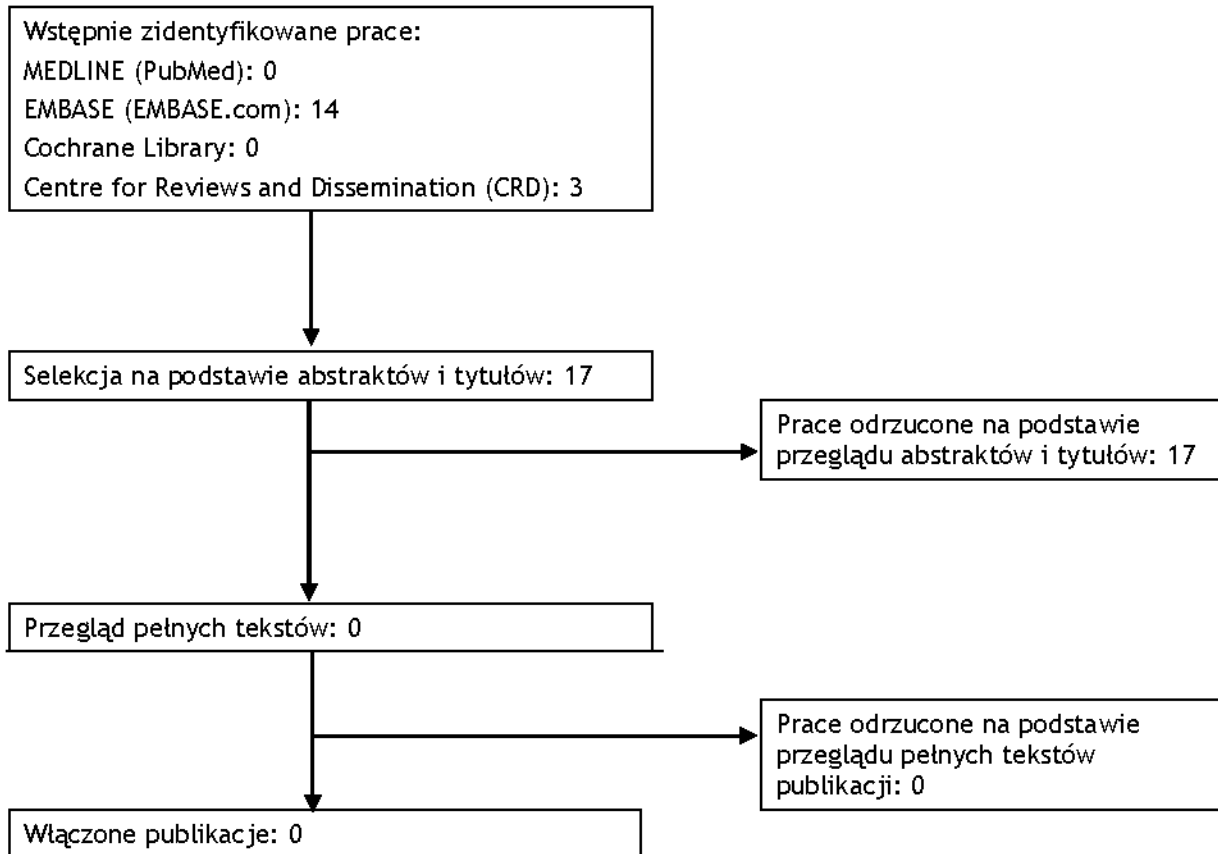 Wstępnie zidentyfikowane prace:
MEDLINE (PubMed): 0
EMBASE (EMBASE.com): 14
Cochrane Library: 0
Centre for Reviews and Dissemination (CRD): 3
Selekcja na podstawie abstraktów i tytułów: 17
Prace odrzucone na podstawie
przeglądu abstraktów i tytułów: 17
Przegląd pełnych tekstów: 0
Prace odrzucone na podstawie
przeglądu pełnych tekstów
publikacji: 0
Włączone publikacje: 0